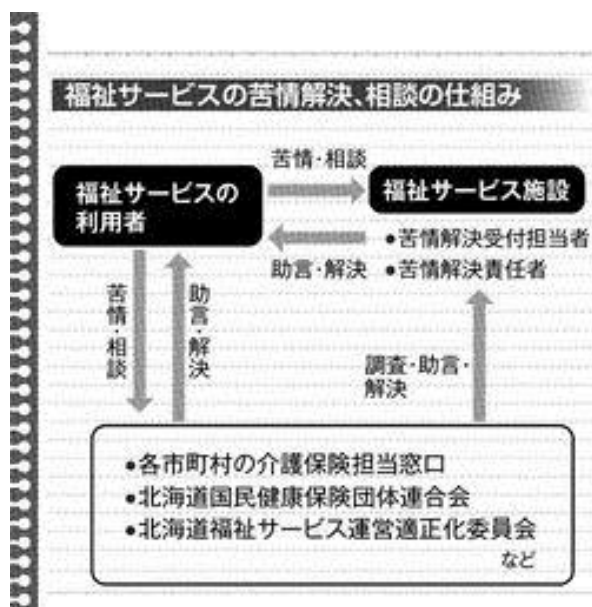 福祉サービスの苦情解決、相談の仕組み
苦情・相談
福祉サービスの
利用者
福祉サービス施設
●苦情解決受付担当者
助言・解決
●苦情解決責任者
苦情・相談
助言・解決
調査・助言・
解決
●各市町村の介護保険担当窓口
●北海道国民健康保険団体連合会
●北海道福祉サービス運営適正化委員会
など